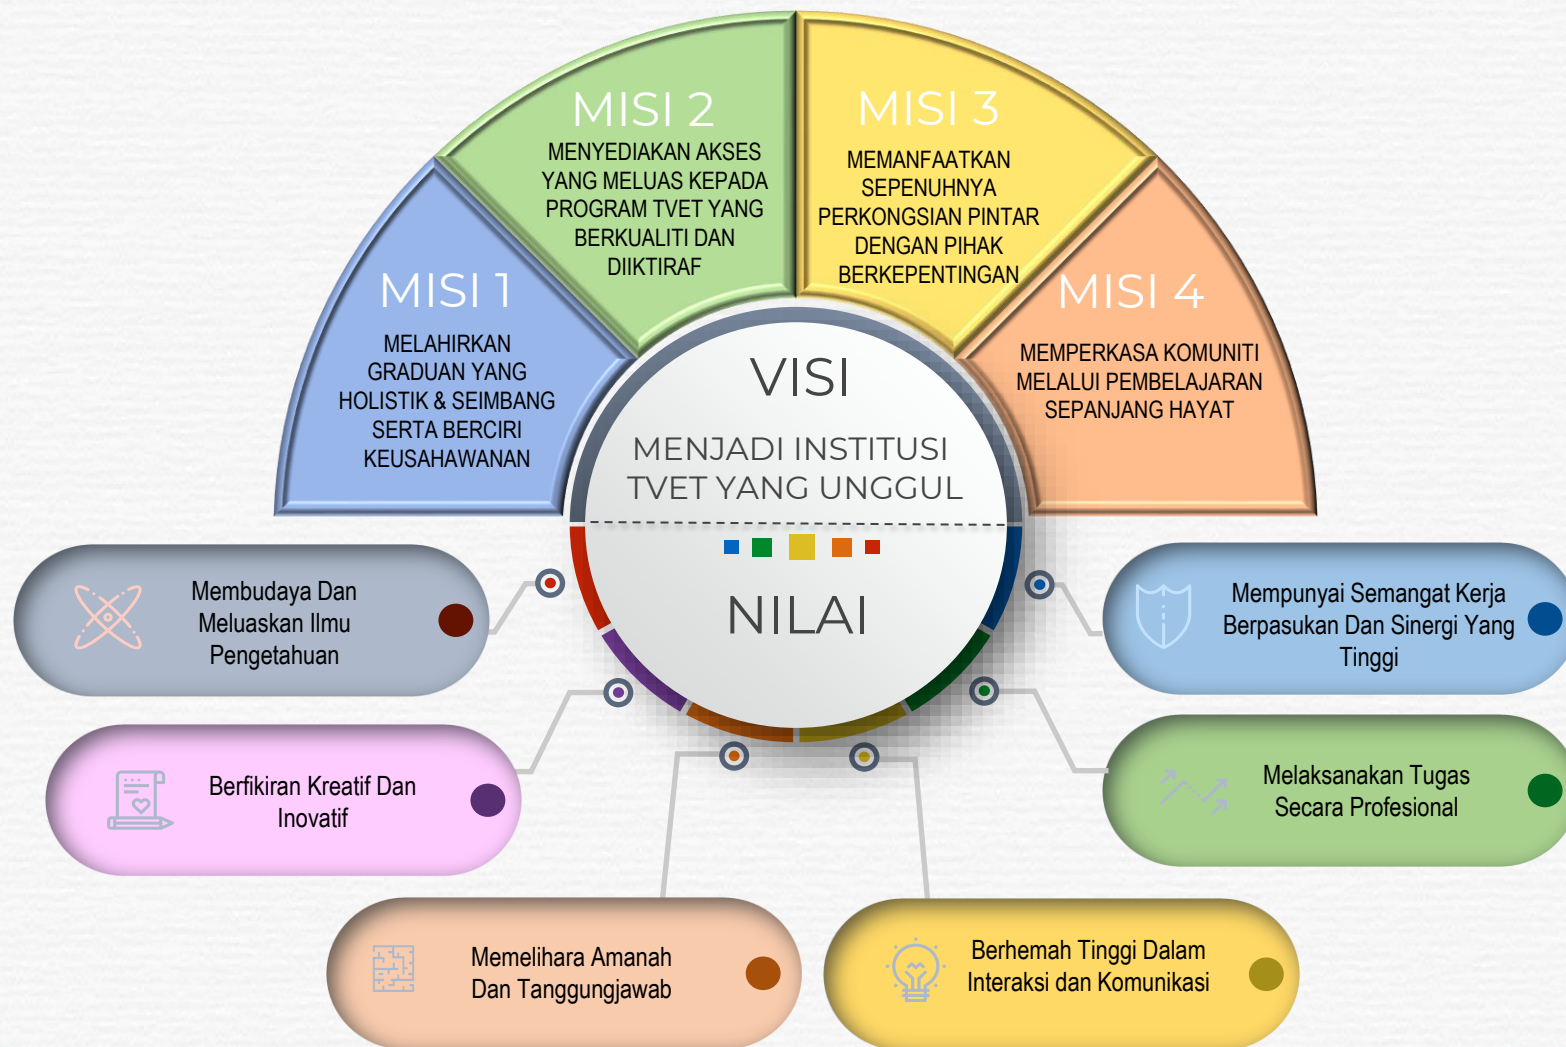 MISI 1
MELAHIRKAN
GRADUAN YANG
HOLISTIK & SEIMBANG
SERTA BERCIRI
KEUSAHAWANAN
MISI 2
MENYEDIAKAN AKSES
YANG MELUAS KEPADA
PROGRAM TVET YANG
BERKUALITI DAN
DIIKTIRAF
MISI 3
MEMANFAATKAN
SEPENUHNYA
PERKONGSIAN PINTAR
DENGAN PIHAK
BERKEPENTINGAN
MISI 4
MEMPERKASA KOMUNITI
MELALUI PEMBELAJARAN
SEPANJANG HAYAT
VISI
MENJADI INSTITUSI
TVET YANG UNGGUL
NILAI
Membudaya Dan
Meluaskan Ilmu
Pengetahuan
Berfikiran Kreatif Dan
Inovatif
Memelihara Amanah
Dan Tanggungjawab
Berhemah Tinggi Dalam
Interaksi dan Komunikasi
Melaksanakan Tugas
Secara Profesional
Mempunyai Semangat Kerja
Berpasukan Dan Sinergi Yang
Tinggi